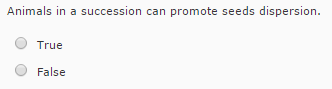 Animals in a succession can promote seeds dispersion.
True
False